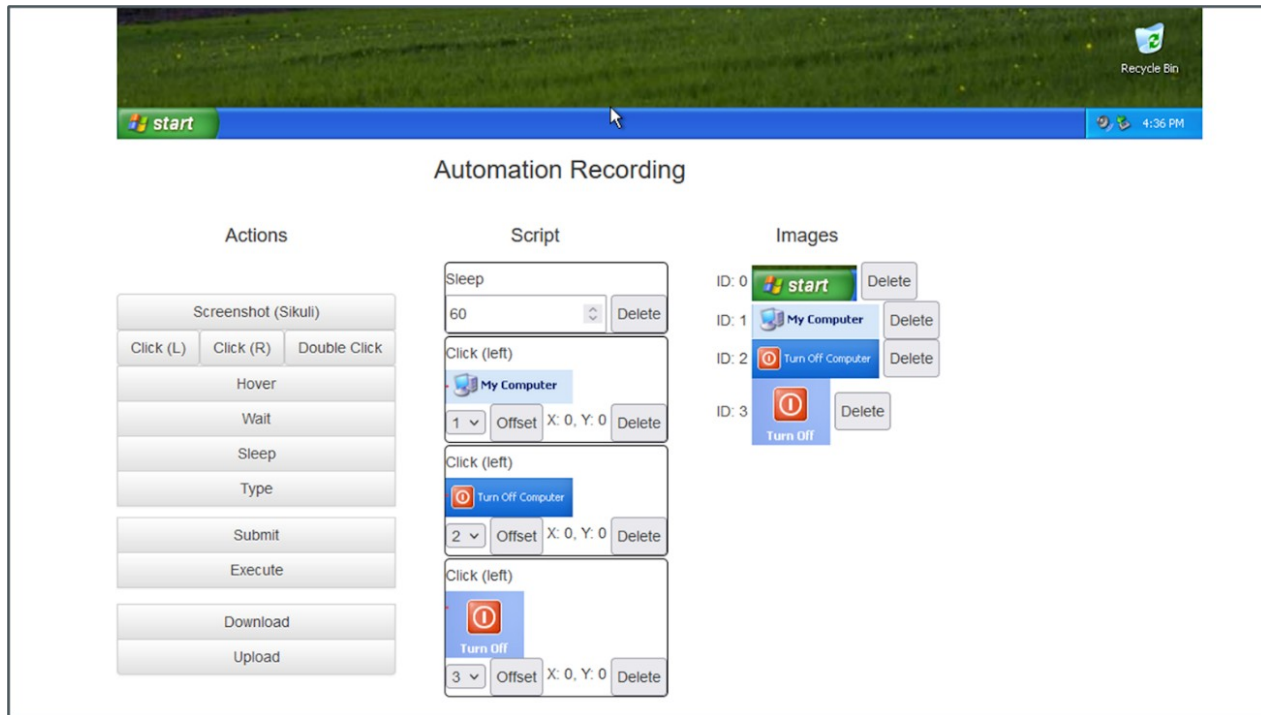 Recycle Bin
start
4:36 PM
Automation Recording
Actions
Screenshot (Sikuli)
Click (L) Click (R) Double Click
Hover
Wait
Sleep
Type
Submit
Execute
Download
Upload
Script
Sleep
60 Delete
Click (left)
My Computer
1 Offset X: 0, Y: 0 Delete
Click (left)
Turn Off Computer
2 Offset X: 0, Y: 0 Delete
Click (left)
Turn Off
3 Offset X: 0, Y: 0 Delete
Images
ID: 0 start Delete
ID: 1 My Computer Delete
ID: 2 Turn Off Computer Delete
ID: 3 Delete
Turn Off